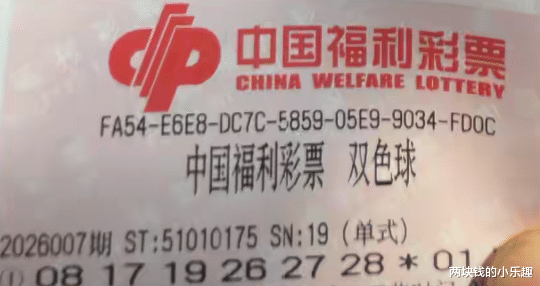 中国福利彩票
CHINA WELFARE LOTTERY
FA54-E6E8-DC7C-5859-05E9-9034-FD0C
中国福利彩票 双色球
2026007期 ST:51010175 SN:19 (单式)
(1) 08 17 19 26 27 28 * 01
两块钱的小乐趣